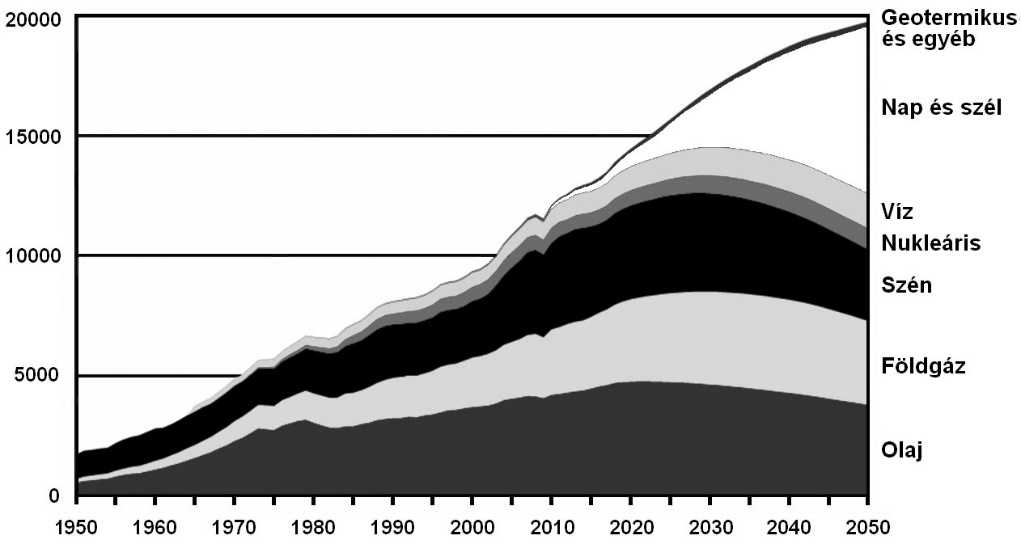 20000
15000
10000
5000
0
1950 1960 1970 1980 1990 2000 2010 2020 2030 2040 2050
Geotermikus
és egyéb
Nap és szél
Víz
Nukleáris
Szén
Földgáz
Olaj